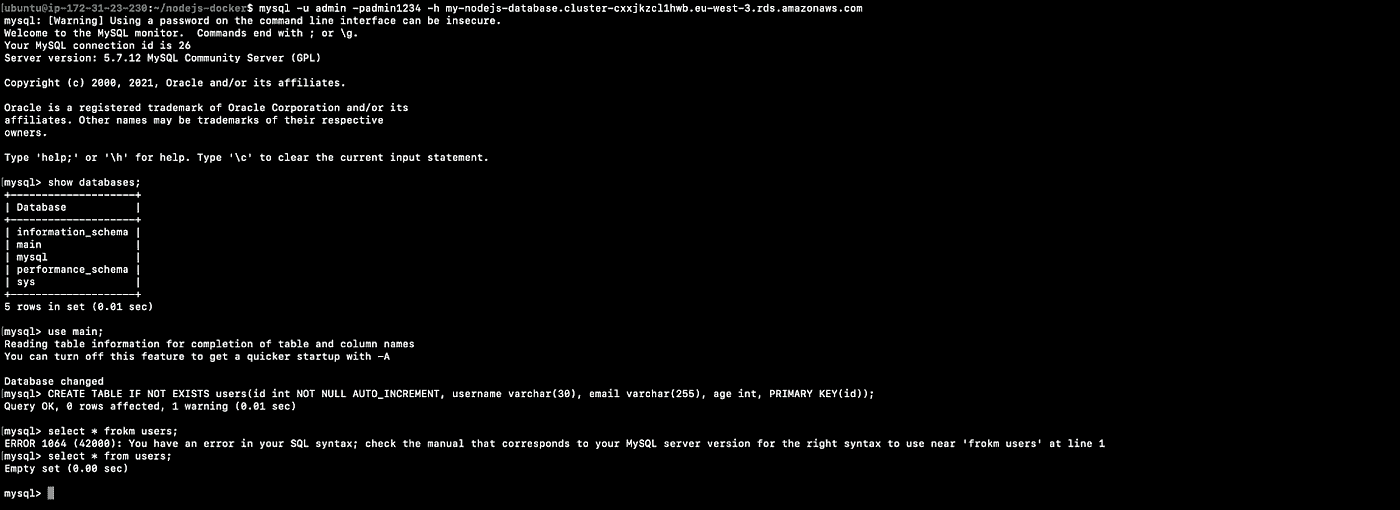 [ubuntu@ip-172-31-23-230:~/nodejs-docker$ mysql -u admin -padmin1234 -h my-nodejs-database.cluster-cxxjkzcl1hwb.eu-west-3.rds.amazonaws.com
mysql: [Warning] Using a password on the command line interface can be insecure.
Welcome to the MySQL monitor.  Commands end with ; or \g.
Your MySQL connection id is 26
Server version: 5.7.12 MySQL Community Server (GPL)
Copyright (c) 2000, 2021, Oracle and/or its affiliates.
Oracle is a registered trademark of Oracle Corporation and/or its
affiliates. Other names may be trademarks of their respective
owners.
Type 'help;' or '\h' for help. Type '\c' to clear the current input statement.
[mysql> show databases;
+--------------------+
| Database           |
+--------------------+
| information_schema |
| main               |
| mysql              |
| performance_schema |
| sys                |
+--------------------+
5 rows in set (0.01 sec)
[mysql> use main;
Reading table information for completion of table and column names
You can turn off this feature to get a quicker startup with -A
Database changed
[mysql> CREATE TABLE IF NOT EXISTS users(id int NOT NULL AUTO_INCREMENT, username varchar(30), email varchar(255), age int, PRIMARY KEY(id));
Query OK, 0 rows affected, 1 warning (0.01 sec)
[mysql> select * frokm users;
ERROR 1064 (42000): You have an error in your SQL syntax; check the manual that corresponds to your MySQL server version for the right syntax to use near 'frokm users' at line 1
[mysql> select * from users;
Empty set (0.00 sec)
mysql>